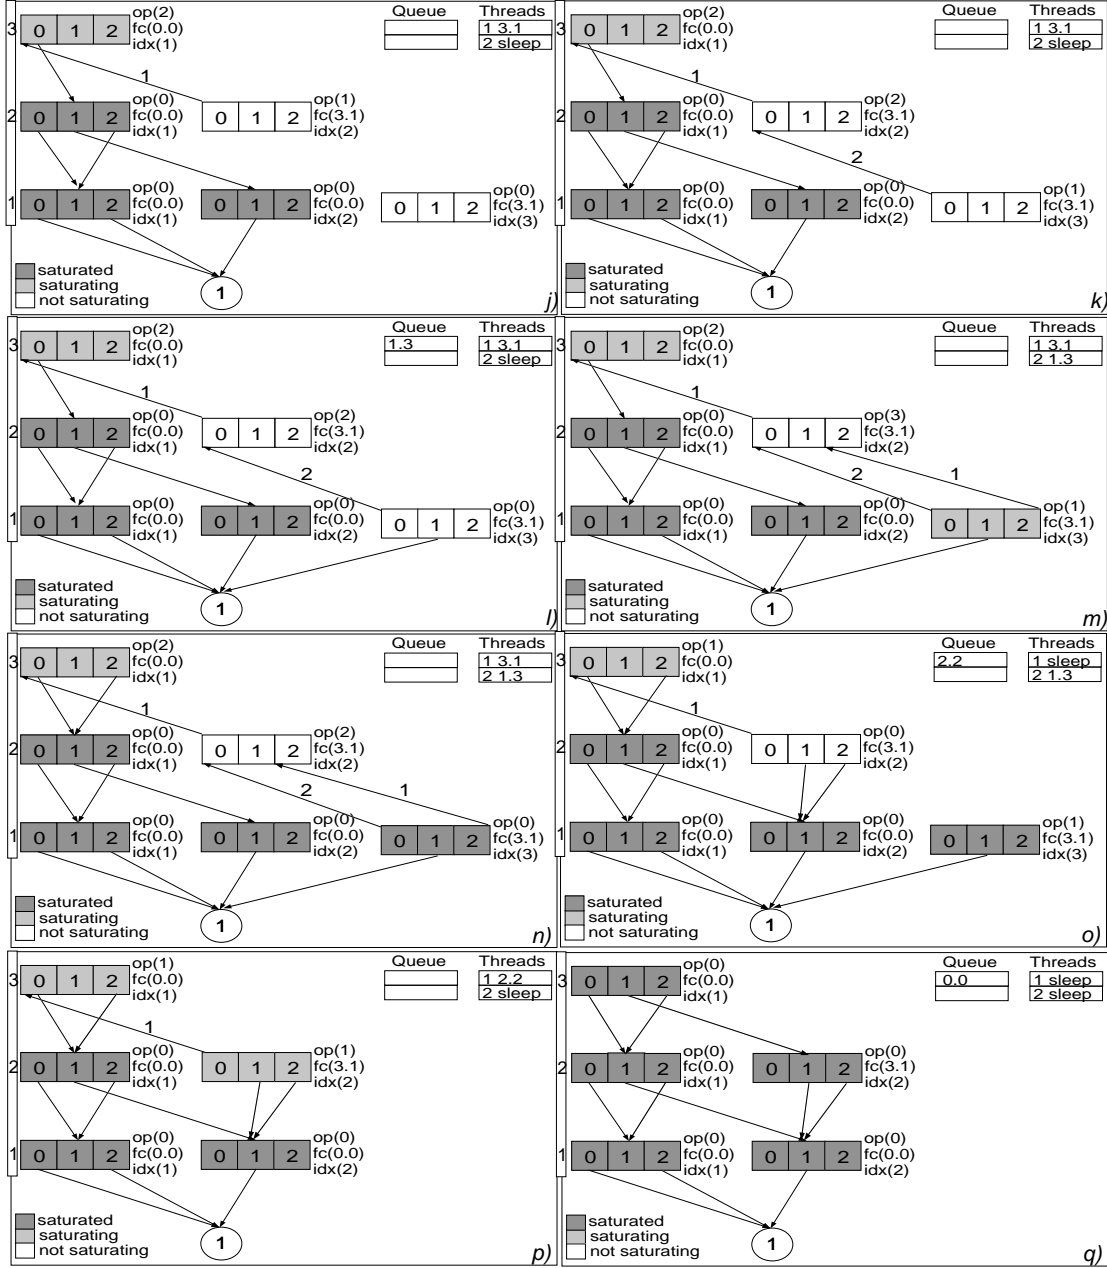 op(2)
Queue
Threads
3 0 1 2 fc(0.0)
1 3.1
idx(1)
2 sleep
1
op(0)
op(1)
2 0 1 2 fc(0.0)
0 1 2 fc(3.1)
idx(1)
idx(2)
op(0)
op(0)
op(0)
1 0 1 2 fc(0.0)
0 1 2 fc(0.0)
0 1 2 fc(3.1)
idx(1)
idx(2)
idx(3)
saturated
saturating
not saturating
1
j)
op(2)
Queue
Threads
3 0 1 2 fc(0.0)
1 3.1
idx(1)
2 sleep
1
op(0)
op(2)
2 0 1 2 fc(0.0)
0 1 2 fc(3.1)
idx(1)
idx(2)
2
op(0)
op(0)
op(1)
1 0 1 2 fc(0.0)
0 1 2 fc(0.0)
0 1 2 fc(3.1)
idx(1)
idx(2)
idx(3)
saturated
saturating
not saturating
1
k)
op(2)
Queue
Threads
3 0 1 2 fc(0.0)
1.3
1 3.1
idx(1)
2 sleep
1
op(0)
op(2)
2 0 1 2 fc(0.0)
0 1 2 fc(3.1)
idx(1)
idx(2)
2
op(0)
op(0)
op(0)
1 0 1 2 fc(0.0)
0 1 2 fc(0.0)
0 1 2 fc(3.1)
idx(1)
idx(2)
idx(3)
saturated
saturating
not saturating
1
l)
op(2)
Queue
Threads
3 0 1 2 fc(0.0)
1 3.1
idx(1)
2 1.3
1
op(0)
op(3)
2 0 1 2 fc(0.0)
0 1 2 fc(3.1)
idx(1)
idx(2)
2
1
op(0)
op(0)
op(1)
1 0 1 2 fc(0.0)
0 1 2 fc(0.0)
0 1 2 fc(3.1)
idx(1)
idx(2)
idx(3)
saturated
saturating
not saturating
1
m)
op(2)
Queue
Threads
3 0 1 2 fc(0.0)
1 3.1
idx(1)
2 1.3
1
op(0)
op(2)
2 0 1 2 fc(0.0)
0 1 2 fc(3.1)
idx(1)
idx(2)
2
1
op(0)
op(0)
op(0)
1 0 1 2 fc(0.0)
0 1 2 fc(0.0)
0 1 2 fc(3.1)
idx(1)
idx(2)
idx(3)
saturated
saturating
not saturating
1
n)
op(1)
Queue
Threads
3 0 1 2 fc(0.0)
2.2
1 sleep
idx(1)
2 1.3
1
op(0)
op(0)
2 0 1 2 fc(0.0)
0 1 2 fc(3.1)
idx(1)
idx(2)
op(0)
op(0)
op(1)
1 0 1 2 fc(0.0)
0 1 2 fc(0.0)
0 1 2 fc(3.1)
idx(1)
idx(2)
idx(3)
saturated
saturating
not saturating
1
o)
op(1)
Queue
Threads
3 0 1 2 fc(0.0)
1 2.2
idx(1)
2 sleep
1
op(0)
op(1)
2 0 1 2 fc(0.0)
0 1 2 fc(3.1)
idx(1)
idx(2)
op(0)
op(0)
1 0 1 2 fc(0.0)
0 1 2 fc(0.0)
idx(1)
idx(2)
saturated
saturating
not saturating
1
p)
op(0)
Queue
Threads
3 0 1 2 fc(0.0)
0.0
1 sleep
idx(1)
2 sleep
op(0)
op(0)
2 0 1 2 fc(0.0)
0 1 2 fc(3.1)
idx(1)
idx(2)
op(0)
op(0)
1 0 1 2 fc(0.0)
0 1 2 fc(0.0)
idx(1)
idx(2)
saturated
saturating
not saturating
1
q)